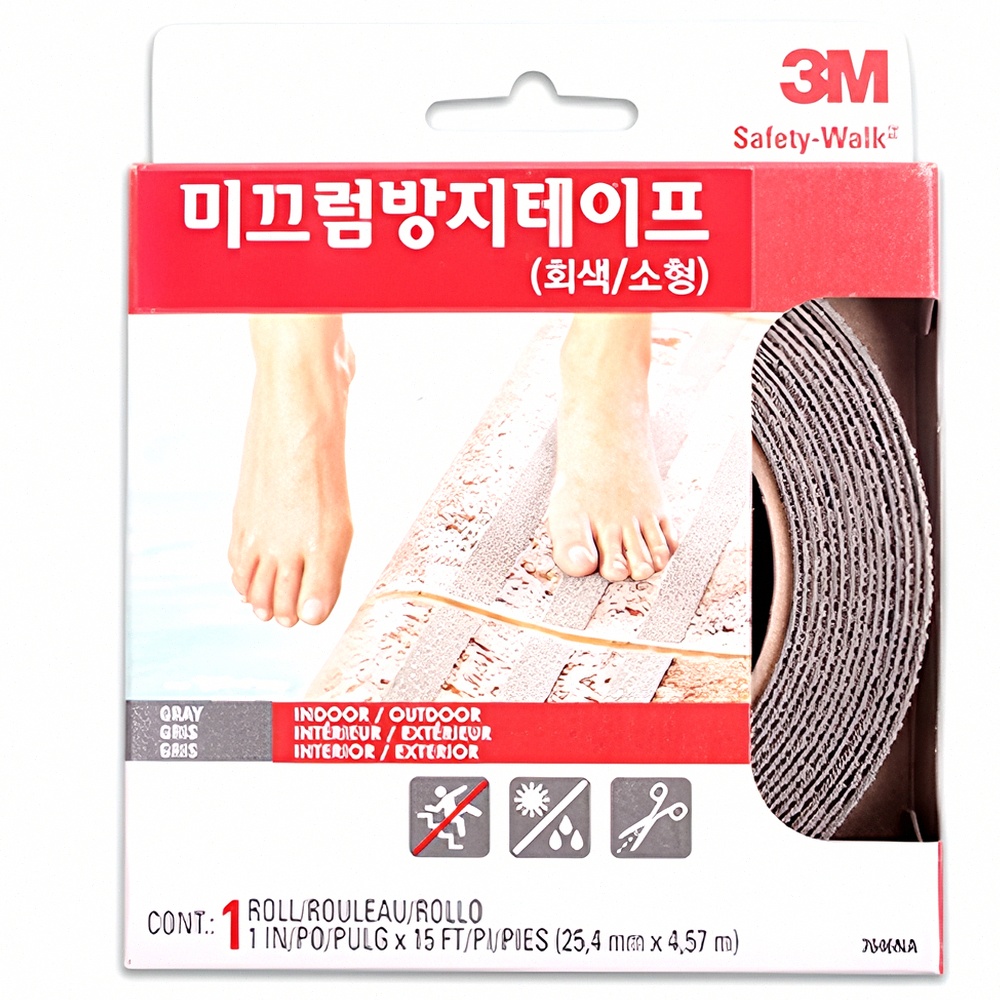 3M
Safety-Walk
미끄럼방지테이프
(회색/소형)
GRAY
GRIS
GRIS
INDOOR / OUTDOOR
INTÉRIEUR / EXTÉRIEUR
INTERIOR / EXTERIOR
CONT.: 1 ROLL/ROULEAU/ROLLO
1 IN/PO/PULG x 15 FT/PI/PIES (25,4 mm x 4,57 m)